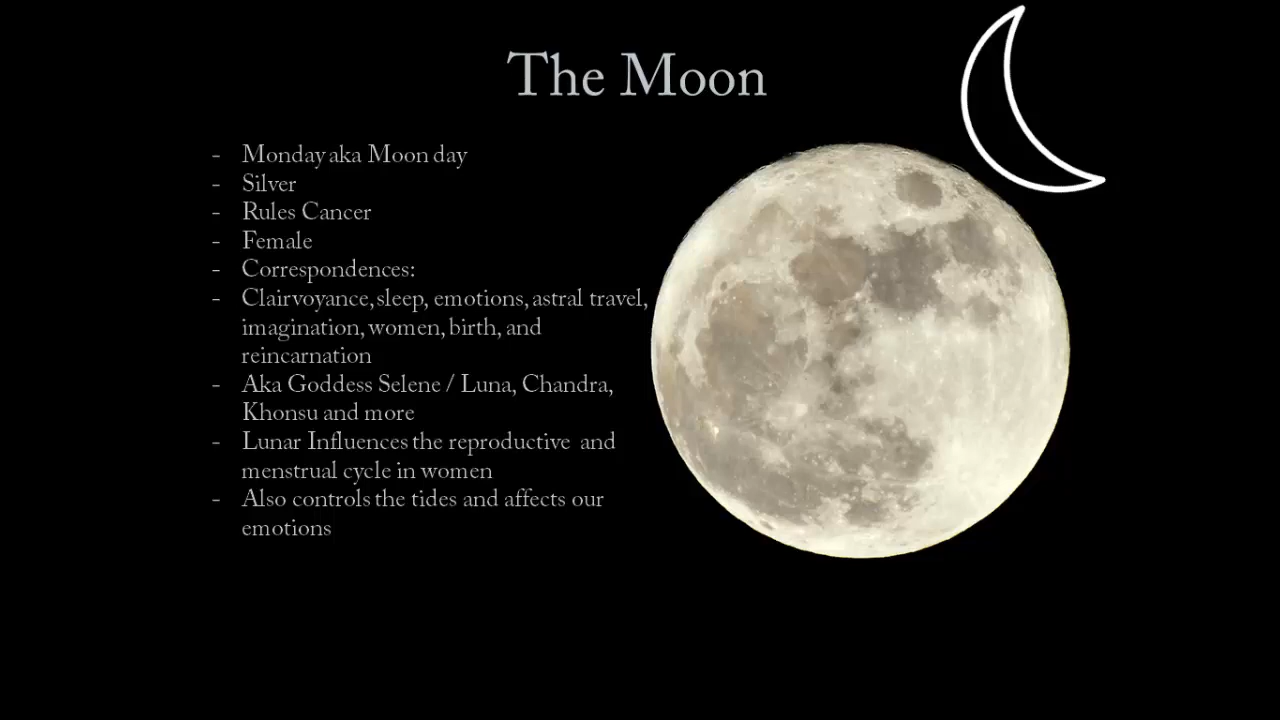 The Moon
- Monday aka Moon day
- Silver
- Rules Cancer
- Female
- Correspondences:
- Clairvoyance, sleep, emotions, astral travel,
imagination, women, birth, and
reincarnation
- Aka Goddess Selene / Luna, Chandra,
Khonsu and more
- Lunar Influences the reproductive and
menstrual cycle in women
- Also controls the tides and affects our
emotions